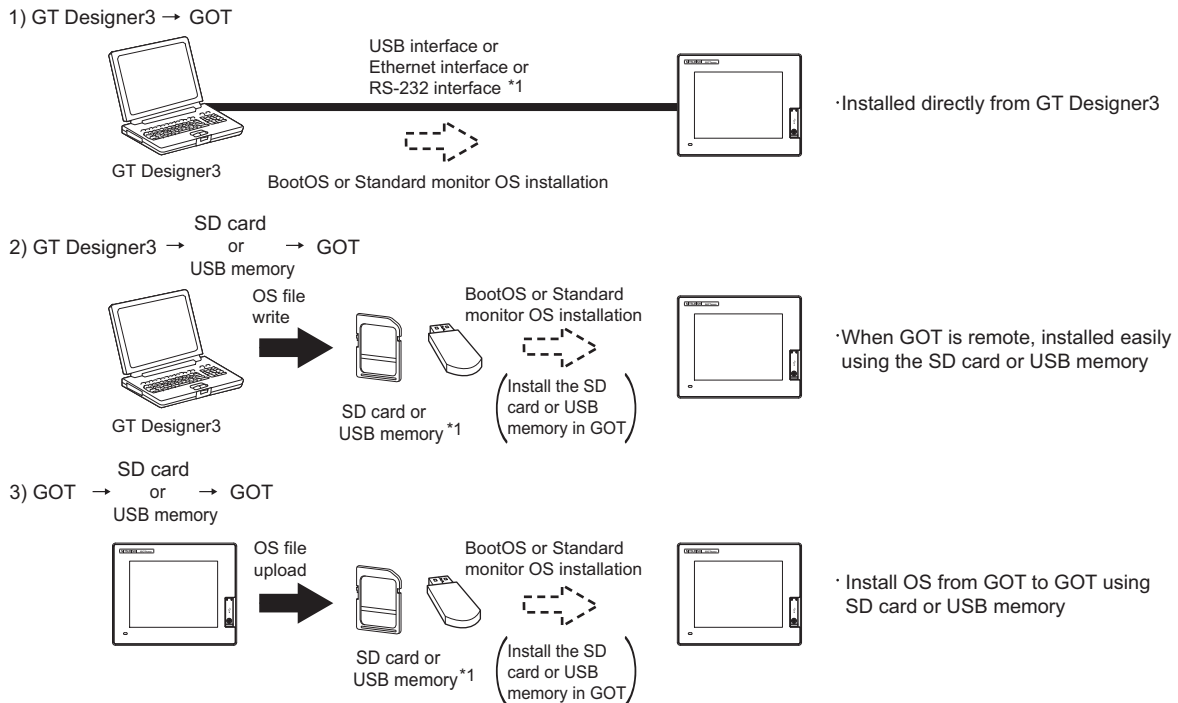 1) GT Designer3 → GOT
USB interface or
Ethernet interface or
RS-232 interface *1
·Installed directly from GT Designer3
GT Designer3
BootOS or Standard monitor OS installation
2) GT Designer3 → SD card or USB memory → GOT
OS file
write
BootOS or Standard
monitor OS installation
·When GOT is remote, installed easily
using the SD card or USB memory
(Install the SD
card or USB
memory in GOT)
SD card or
USB memory *1
GT Designer3
3) GOT → SD card or USB memory → GOT
OS file
upload
BootOS or Standard
monitor OS installation
· Install OS from GOT to GOT using
SD card or USB memory
(Install the SD
card or USB
memory in GOT)
SD card or
USB memory *1